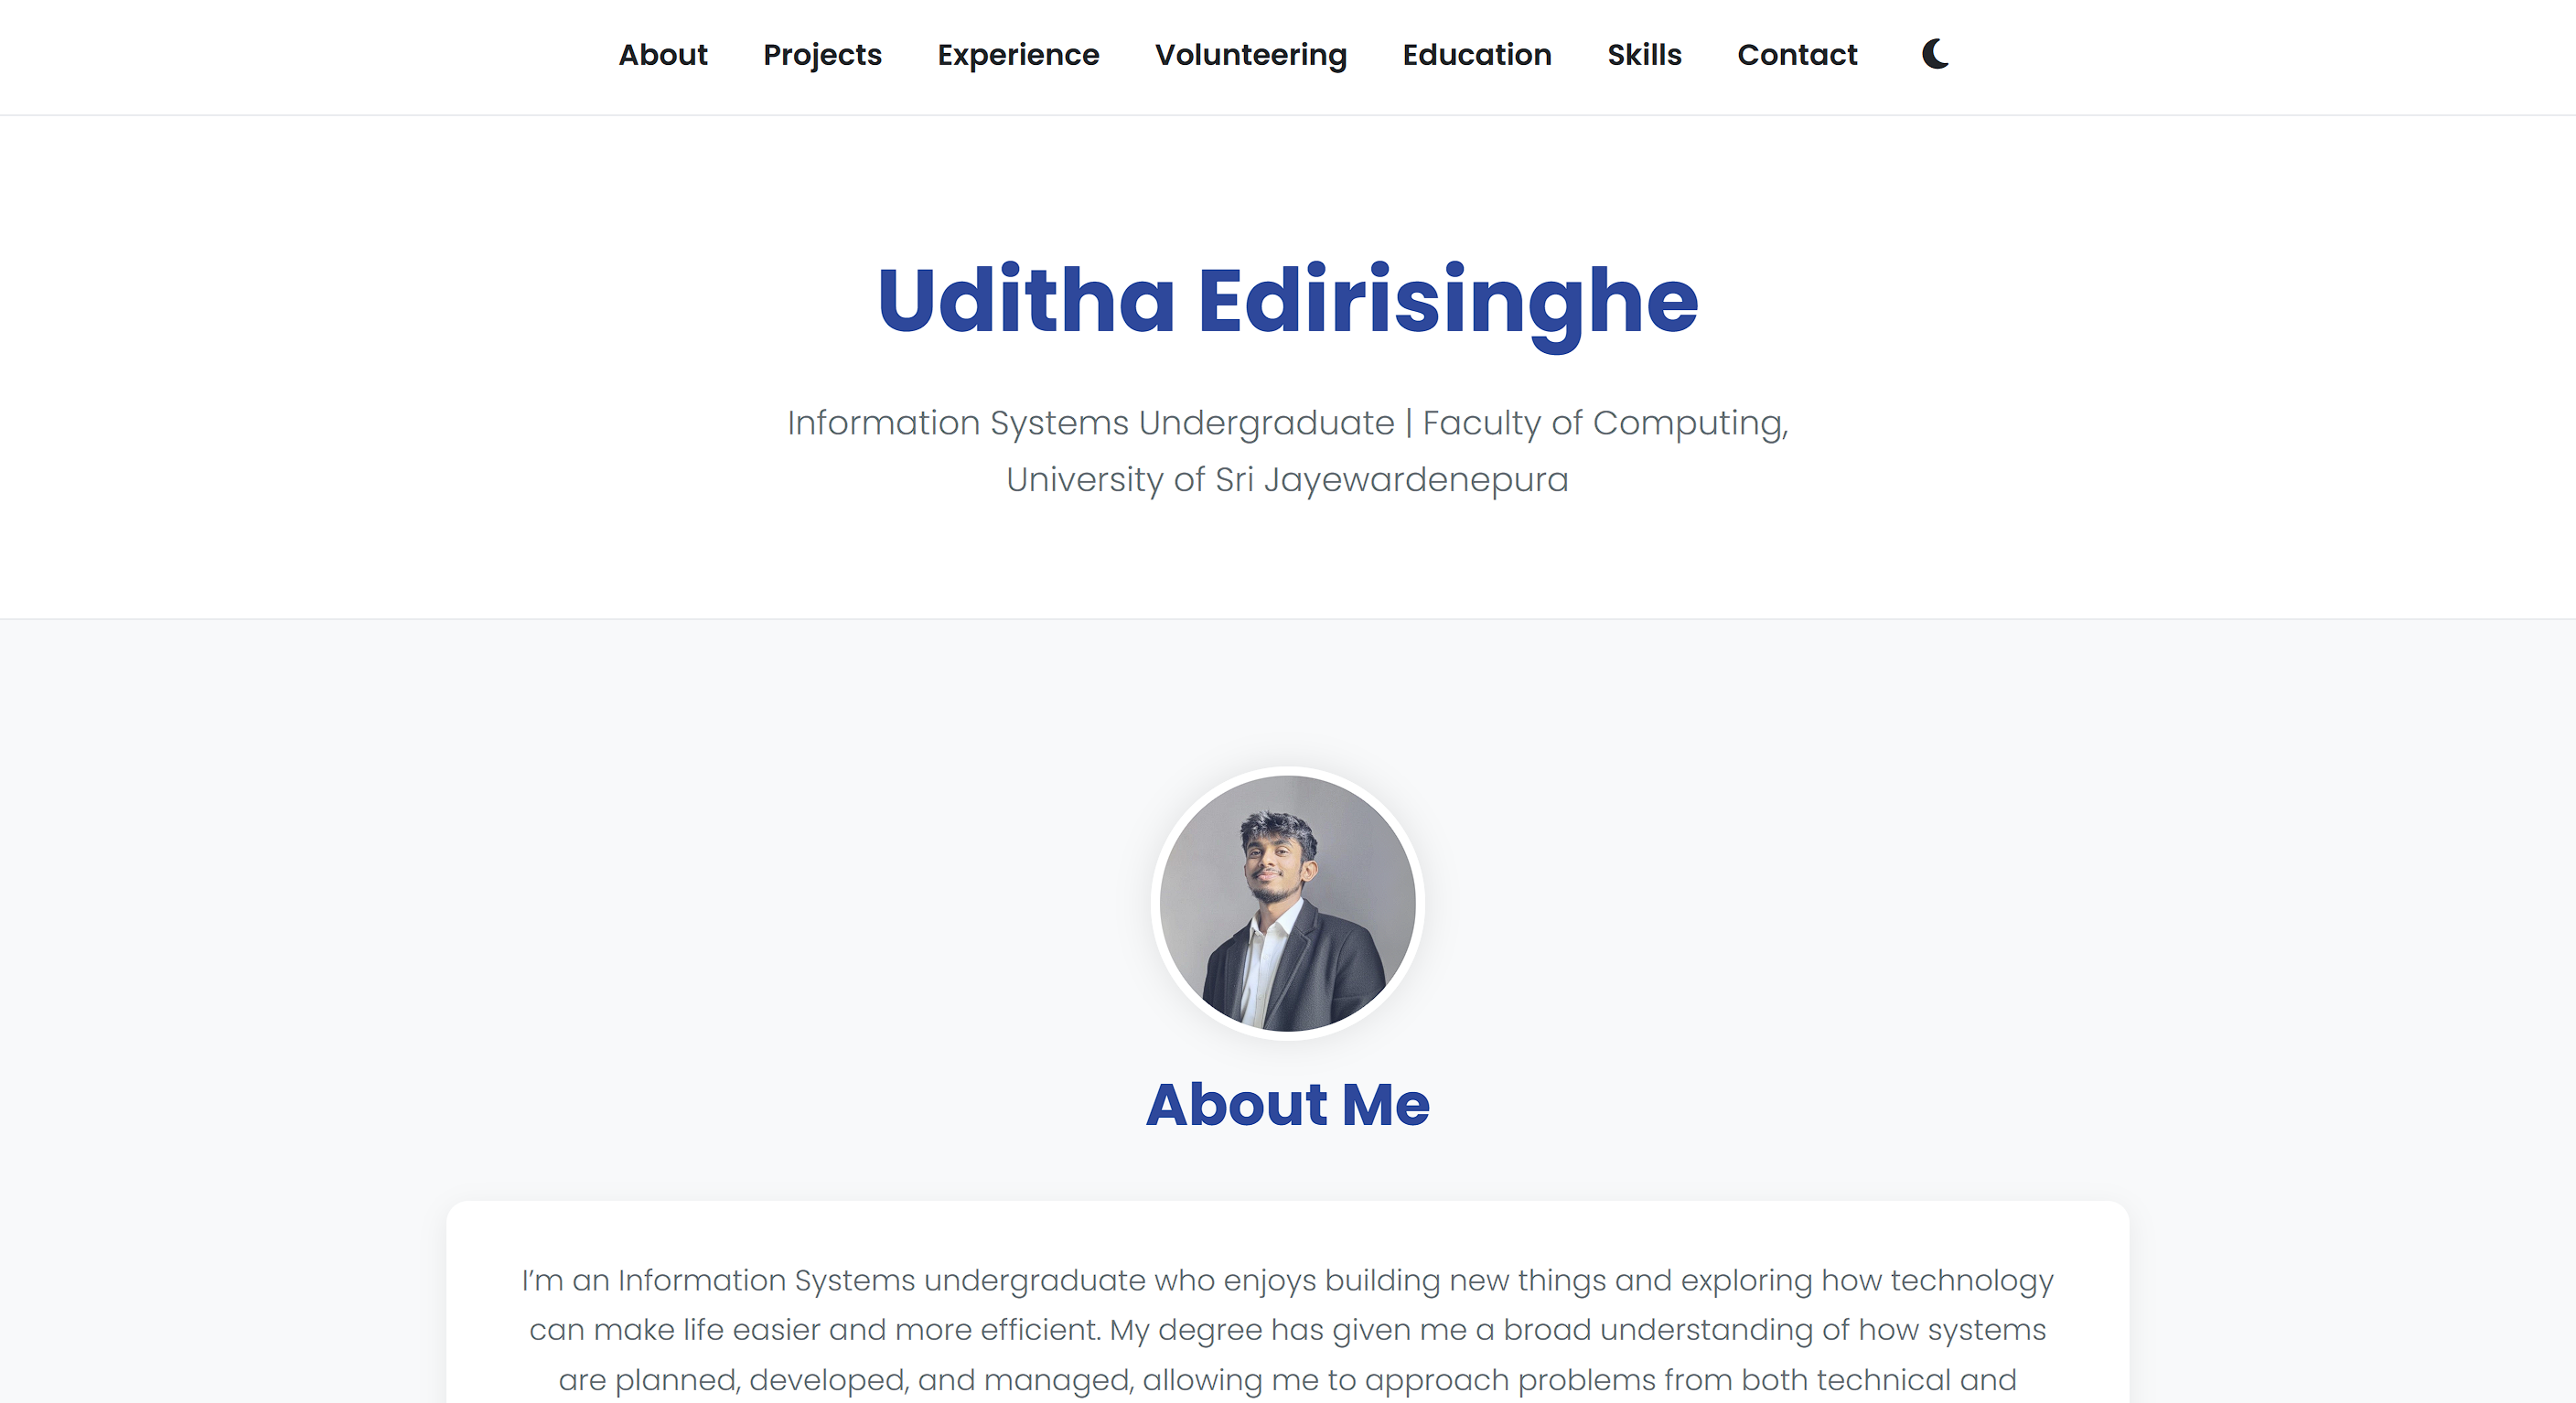 About Projects Experience Volunteering Education Skills Contact
Uditha Edirisinghe
Information Systems Undergraduate | Faculty of Computing,
University of Sri Jayewardenepura
About Me
I’m an Information Systems undergraduate who enjoys building new things and exploring how technology
can make life easier and more efficient. My degree has given me a broad understanding of how systems
are planned, developed, and managed, allowing me to approach problems from both technical and